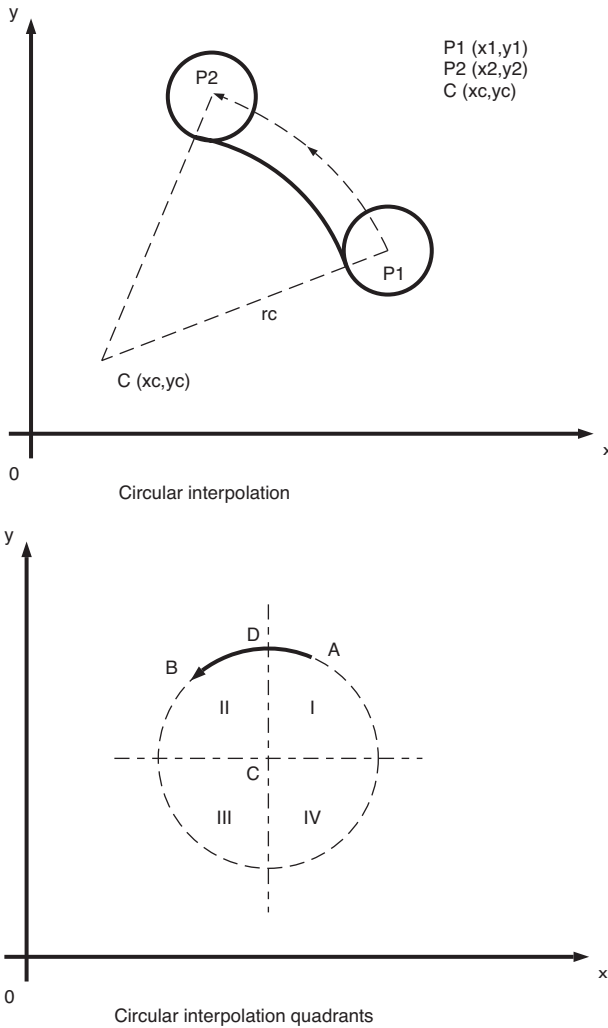 y
P1 (x1,y1)
P2 (x2,y2)
C (xc,yc)
P2
P1
rc
C (xc,yc)
x
0
Circular interpolation
y
D
A
B
II
I
C
III
IV
x
0
Circular interpolation quadrants